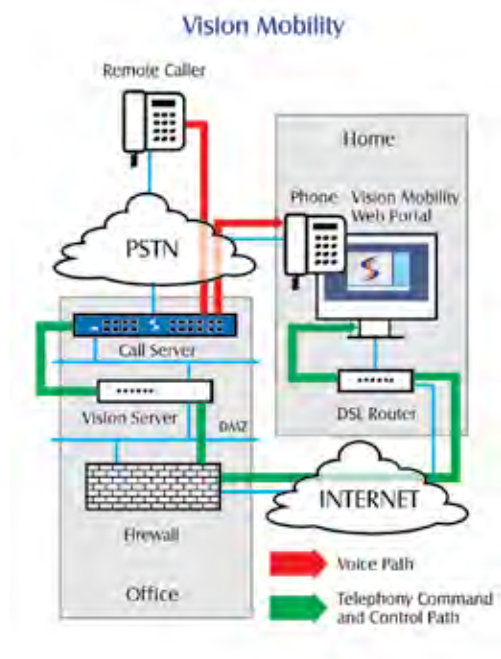 Vision Mobility
Remote Caller
Home
Phone
Vision Mobility
Web Portal
PSTN
Call Server
Vision Server
DMZ
DSL Router
Firewall
INTERNET
Office
Voice Path
Telephony Command
and Control Path